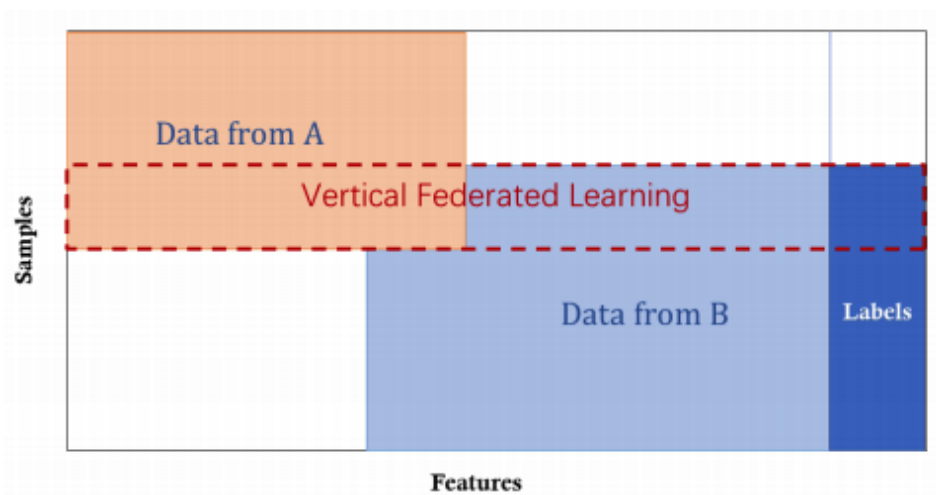 Data from A
Vertical Federated Learning
Samples
Data from B
Labels
Features